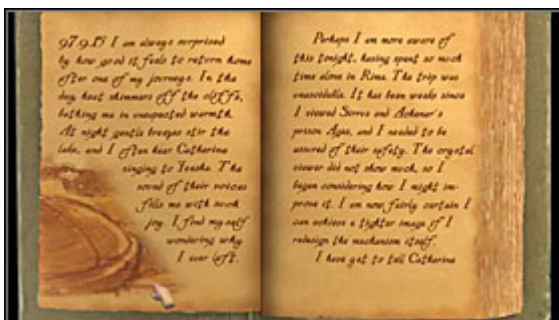 97.9.15 I am always surprised
by how good it feels to return home
after one of my journeys. In the
day, heat shimmers off the cliffs,
bathing me in unexpected warmth.
At night gentle breezes stir the
lake, and I often hear Catherine
singing to Yeesha. The
sound of their voices
fills me with such
joy. I find myself
wondering why
I ever left.
Perhaps I am more aware of
this tonight, having spent so much
time alone in Rime. The trip was
unavoidable. It has been weeks since
I viewed Sirrus and Achenar's
prison Ages, and I needed to be
assured of their safety. The crystal
viewer did not show much, so I
began considering how I might im-
prove it. I am now fairly certain I
can achieve a tighter image if I
redesign the mechanism itself.
I have yet to tell Catherine